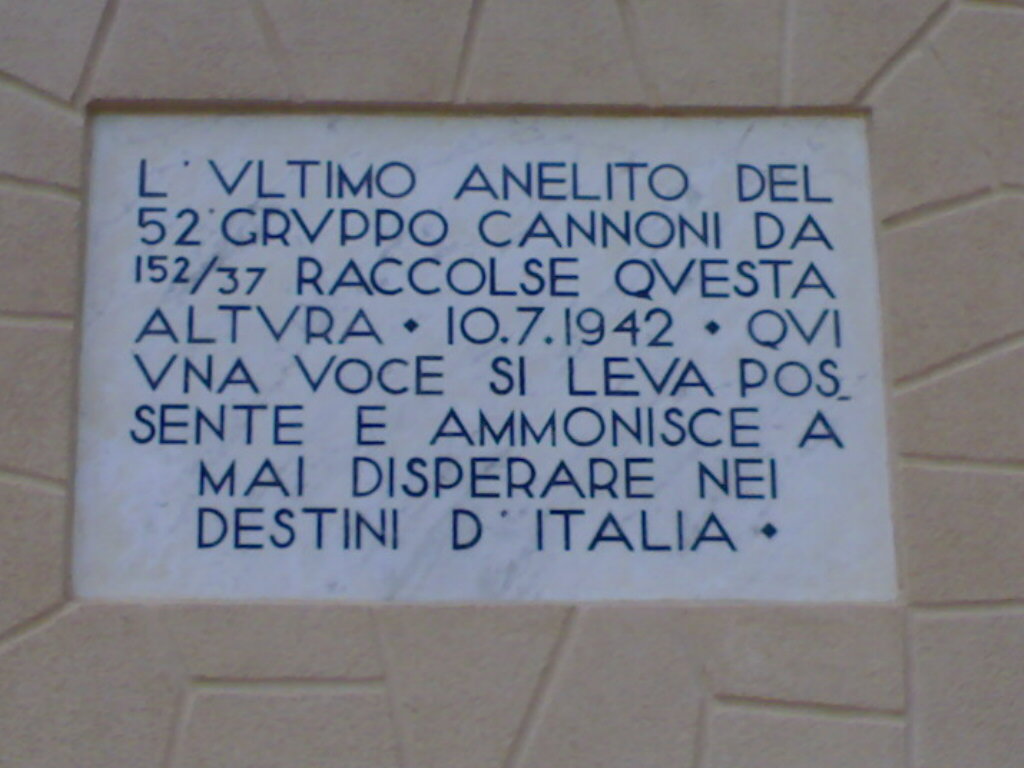 L'VLTIMO ANELITO DEL
52°GRVPPO CANNONI DA
152/37 RACCOLSE QVESTA
ALTVRA • 10.7.1942 • QVI
VNA VOCE SI LEVA POS_
SENTE E AMMONISCE A
MAI DISPERARE NEI
DESTINI D'ITALIA •